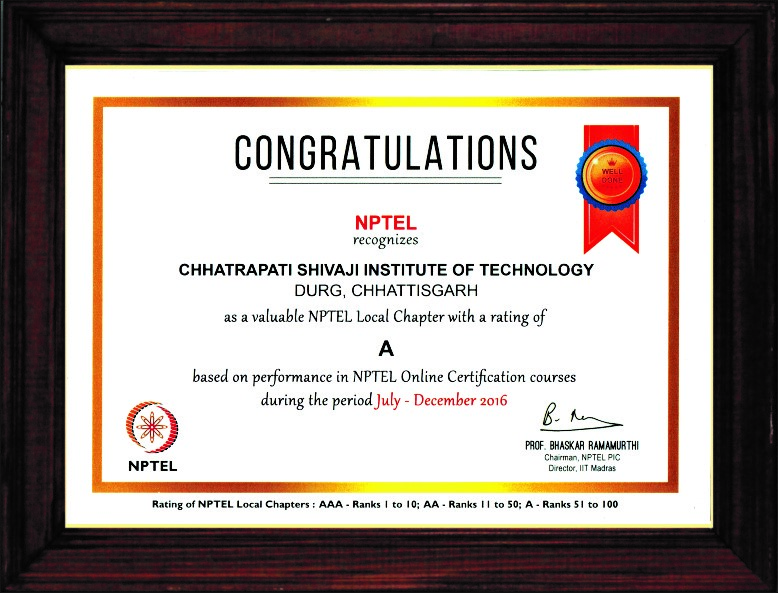 CONGRATULATIONS
WELL
DONE
NPTEL
recognizes
CHHATRAPATI SHIVAJI INSTITUTE OF TECHNOLOGY
DURG, CHHATTISGARH
as a valuable NPTEL Local Chapter with a rating of
A
based on performance in NPTEL Online Certification courses
during the period July - December 2016
NPTEL
PROF. BHASKAR RAMAMURTHI
Chairman, NPTEL PIC
Director, IIT Madras
Rating of NPTEL Local Chapters : AAA - Ranks 1 to 10; AA - Ranks 11 to 50; A - Ranks 51 to 100